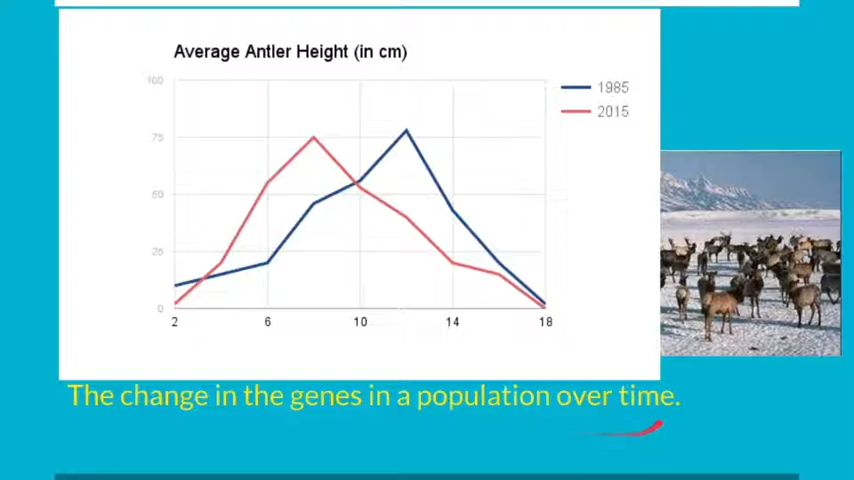 Average Antler Height (in cm)
100
1985
2015
75
50
25
0
2 6 10 14 18
The change in the genes in a population over time.